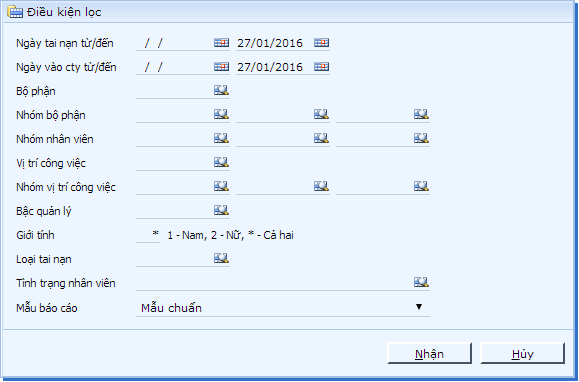 Điều kiện lọc
Ngày tai nạn từ/đến / / 27/01/2016
Ngày vào cty từ/đến / / 27/01/2016
Bộ phận
Nhóm bộ phận
Nhóm nhân viên
Vị trí công việc
Nhóm vị trí công việc
Bậc quản lý
Giới tính * 1 - Nam, 2 - Nữ, * - Cả hai
Loại tai nạn
Tình trạng nhân viên
Mẫu báo cáo Mẫu chuẩn
Nhận Hủy